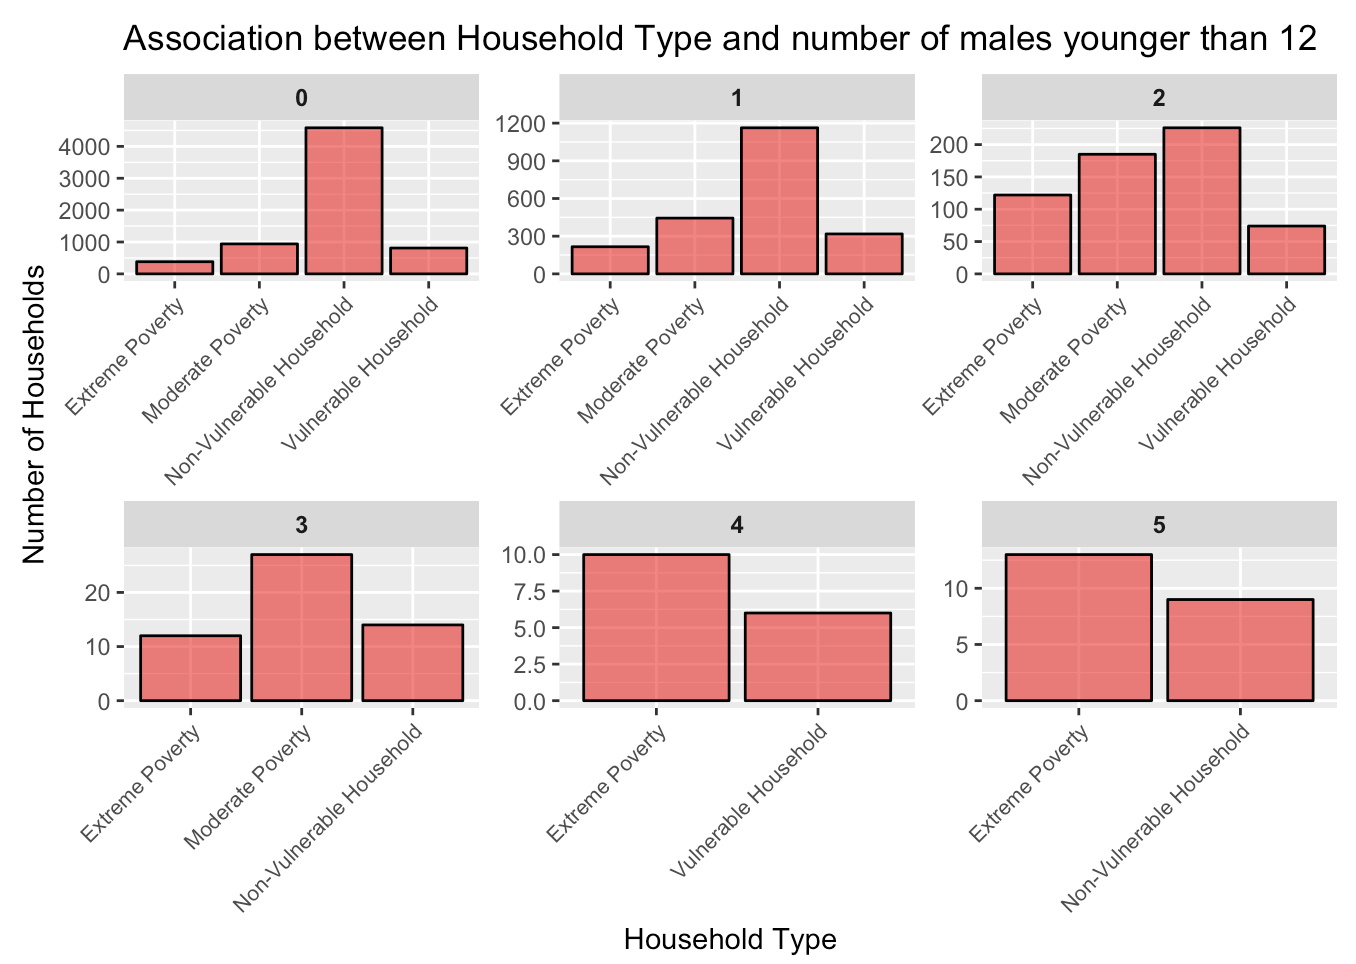 Association between Household Type and number of males younger than 12
Number of Households
0
4000
3000
2000
1000
0
Extreme Poverty
Moderate Poverty
Non-Vulnerable Household
Vulnerable Household
1
1200
900
600
300
0
Extreme Poverty
Moderate Poverty
Non-Vulnerable Household
Vulnerable Household
2
200
150
100
50
0
Extreme Poverty
Moderate Poverty
Non-Vulnerable Household
Vulnerable Household
3
20
10
0
Extreme Poverty
Moderate Poverty
Non-Vulnerable Household
4
10.0
7.5
5.0
2.5
0.0
Extreme Poverty
Vulnerable Household
5
10
5
0
Extreme Poverty
Non-Vulnerable Household
Household Type